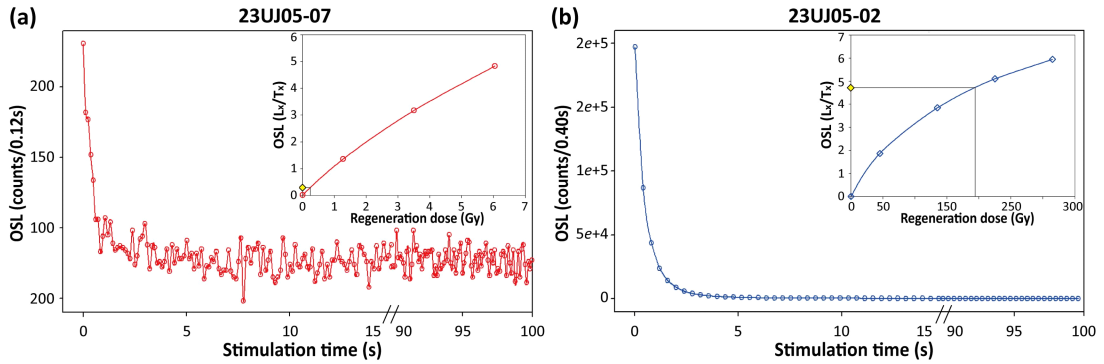 (a)
23UJ05-07
OSL (counts/0.12s)
200
150
100
200
0
5
10
15
90
95
100
Stimulation time (s)
OSL (Lx/Tx)
6
5
4
3
2
1
0
0
1
2
3
4
5
6
7
Regeneration dose (Gy)
(b)
23UJ05-02
OSL (counts/0.40s)
2e+5
2e+5
1e+5
5e+4
0
0
5
10
15
90
95
100
Stimulation time (s)
OSL (Lx/Tx)
7
6
5
4
3
2
1
0
0
50
150
250
300
Regeneration dose (Gy)